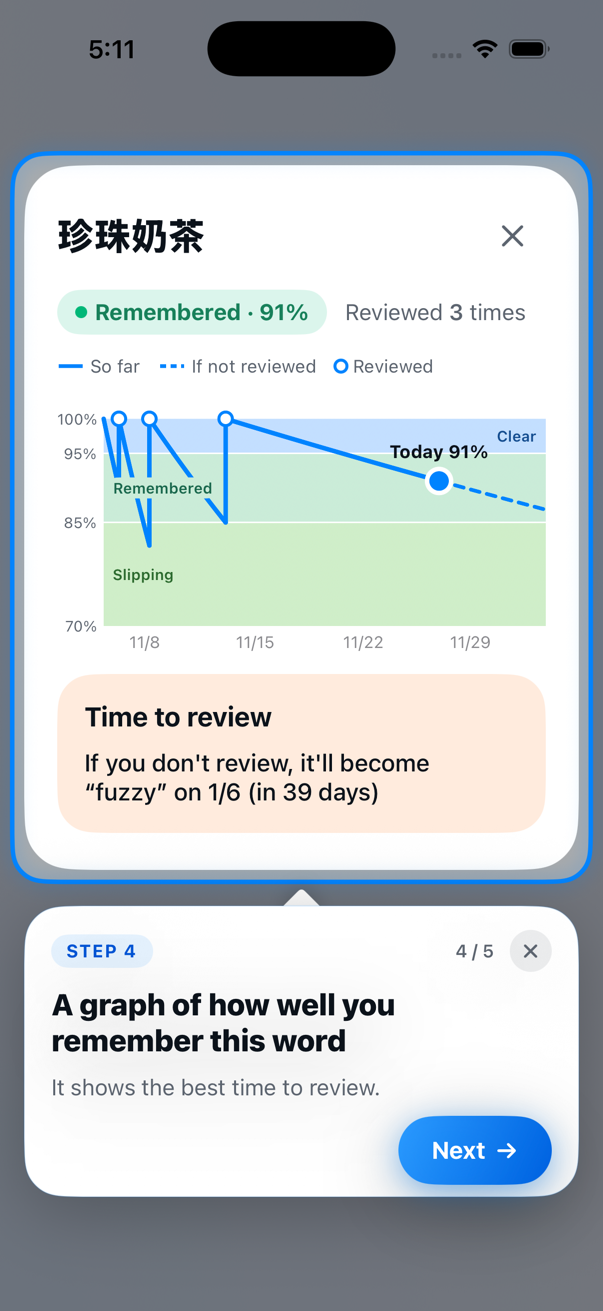 5:11
珍珠奶茶
Remembered · 91%
Reviewed 3 times
So far
If not reviewed
Reviewed
100%
Clear
Today 91%
95%
Remembered
85%
Slipping
70%
11/8
11/15
11/22
11/29
Time to review
If you don't review, it'll become
“fuzzy” on 1/6 (in 39 days)
STEP 4
4 / 5
A graph of how well you
remember this word
It shows the best time to review.
Next →